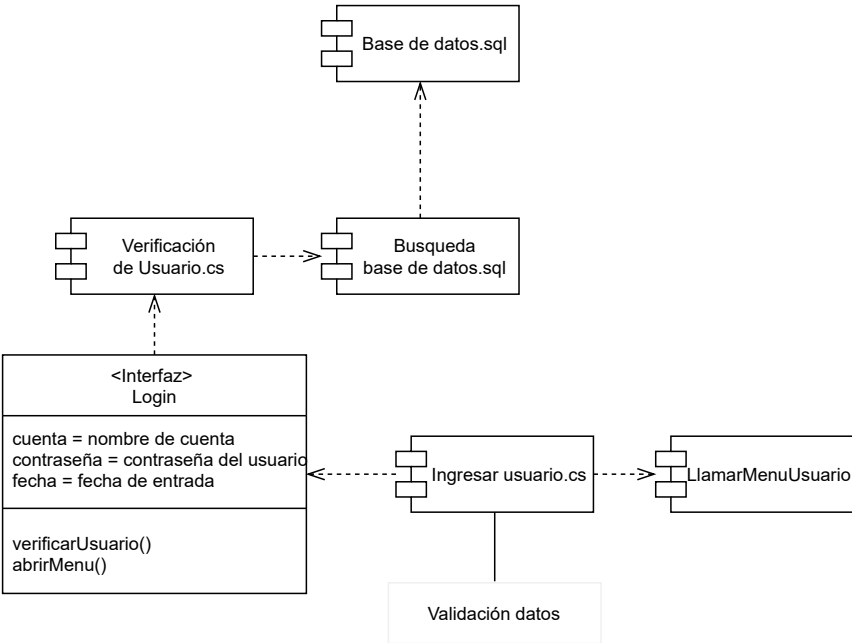 Base de datos.sql
Verificación
de Usuario.cs
Busqueda
base de datos.sql
<Interfaz>
Login
cuenta = nombre de cuenta
contraseña = contraseña del usuario
fecha = fecha de entrada
verificarUsuario()
abrirMenu()
Ingresar usuario.cs
LlamarMenuUsuario
Validación datos